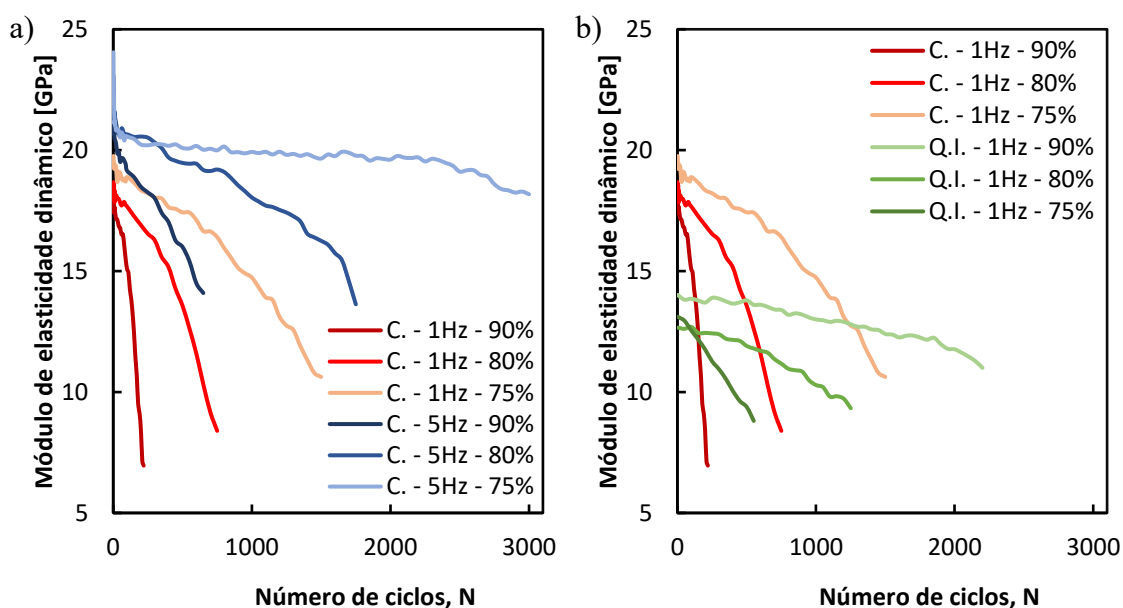 a)
Módulo de elasticidade dinâmico [GPa]
25
20
15
10
5
0
1000
2000
3000
Número de ciclos, N
C. - 1Hz - 90%
C. - 1Hz - 80%
C. - 1Hz - 75%
C. - 5Hz - 90%
C. - 5Hz - 80%
C. - 5Hz - 75%
b)
Módulo de elasticidade dinâmico [GPa]
25
20
15
10
5
0
1000
2000
3000
Número de ciclos, N
C. - 1Hz - 90%
C. - 1Hz - 80%
C. - 1Hz - 75%
Q.I. - 1Hz - 90%
Q.I. - 1Hz - 80%
Q.I. - 1Hz - 75%